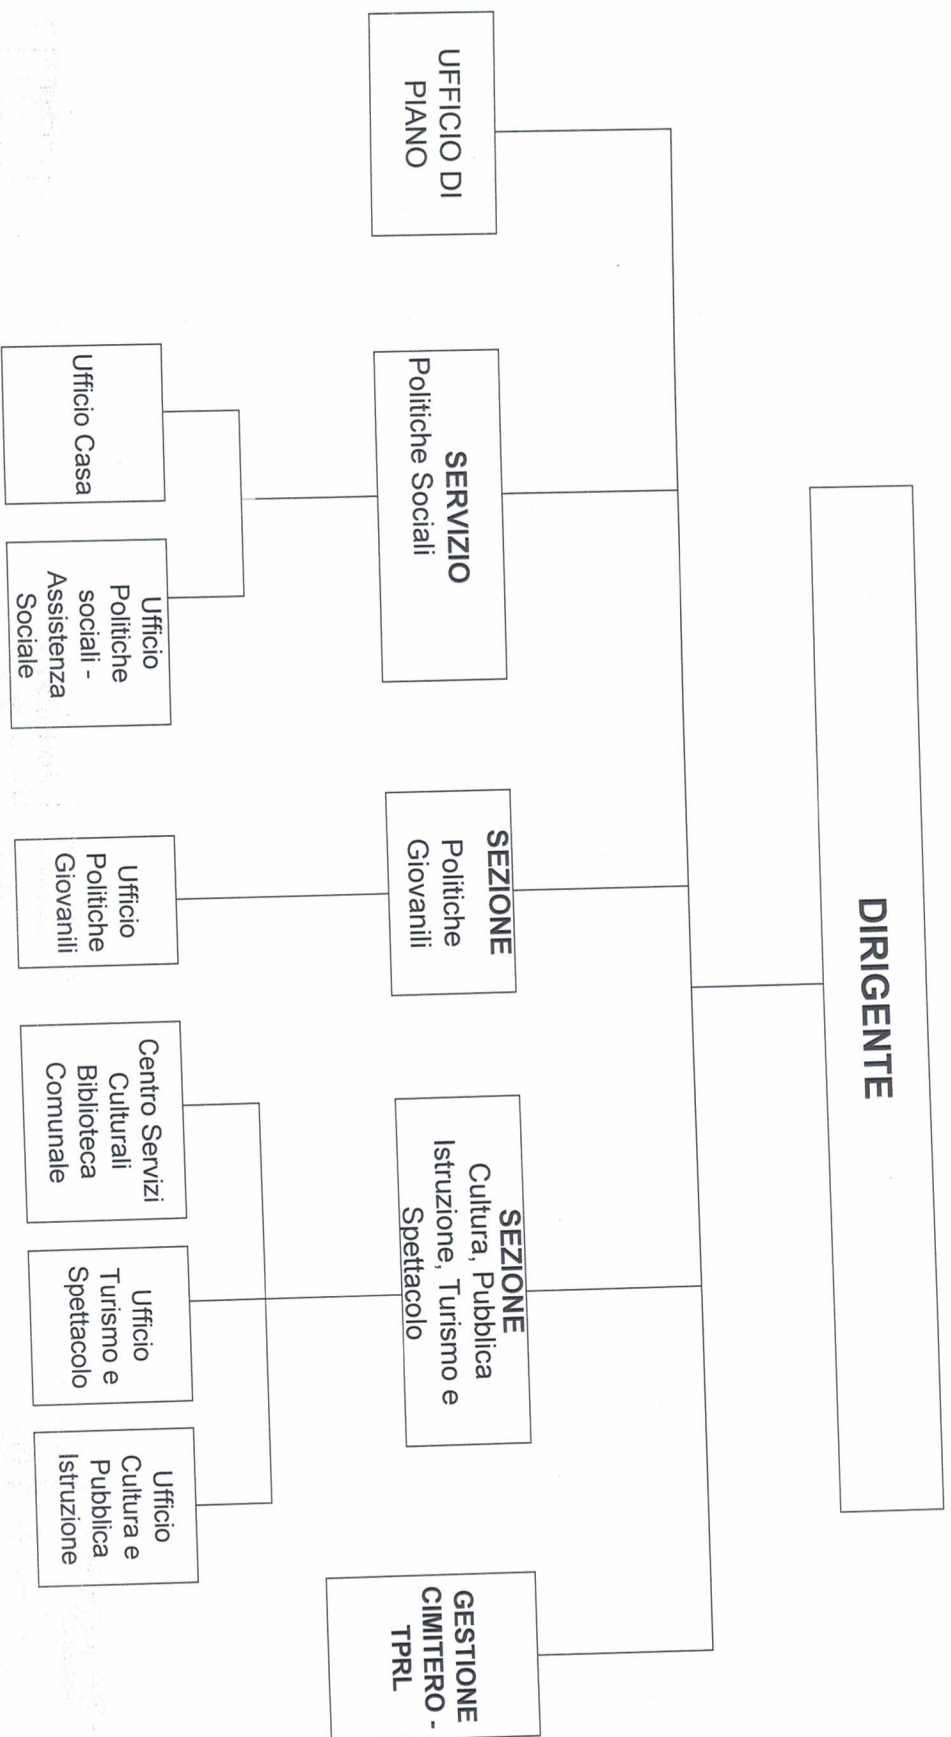 DIRIGENTE
UFFICIO DI
PIANO
SERVIZIO
Politiche Sociali
SEZIONE
Politiche
Giovanili
SEZIONE
Cultura, Pubblica
Istruzione, Turismo e
Spettacolo
GESTIONE
CIMITERO -
TPRL
Ufficio Casa
Ufficio
Politiche
sociali -
Assistenza
Sociale
Ufficio
Politiche
Giovanili
Centro Servizi
Culturali
Biblioteca
Comunale
Ufficio
Turismo e
Spettacolo
Ufficio
Cultura e
Pubblica
Istruzione